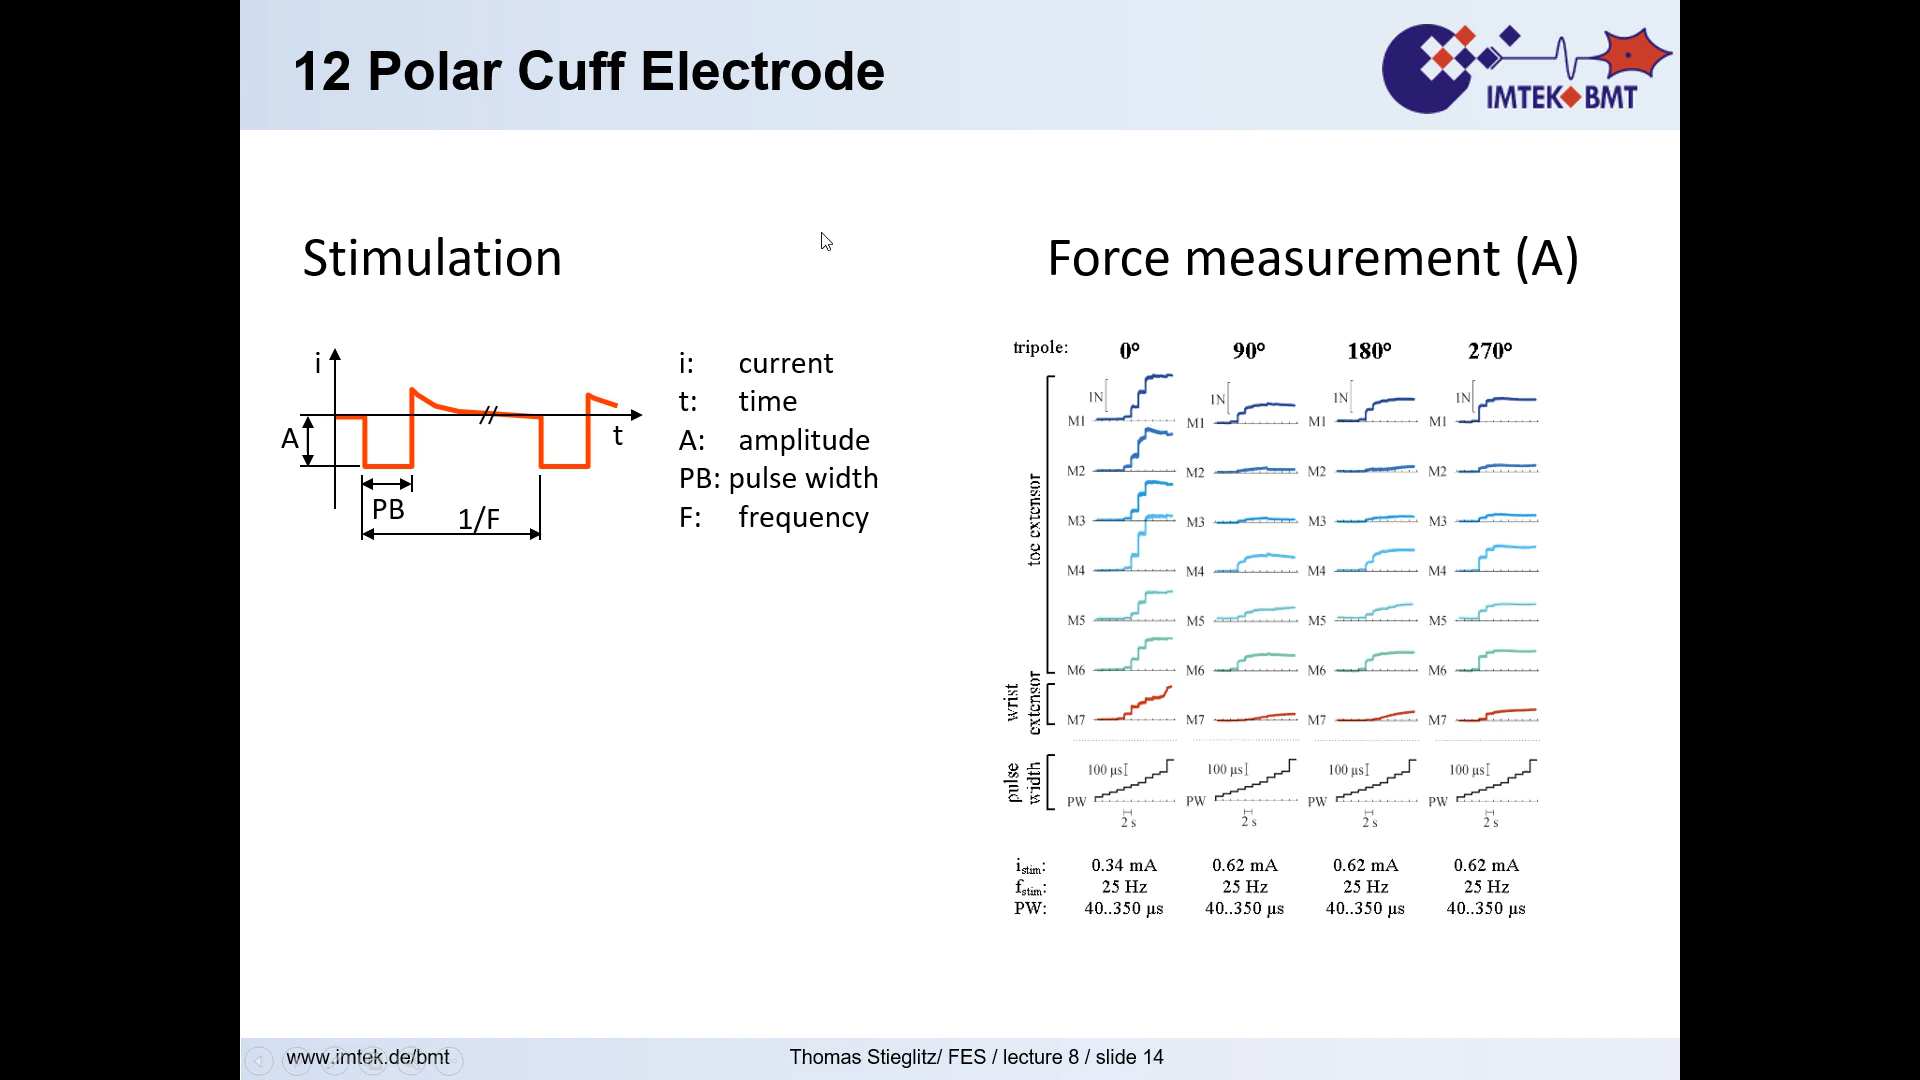 12 Polar Cuff Electrode
IMTEK BMT
Stimulation
i
A
t
PB
1/F
i: current
t: time
A: amplitude
PB: pulse width
F: frequency
Force measurement (A)
tripole: 0° 90° 180° 270°
1N 1N 1N 1N
M1 M1 M1 M1
M2 M2 M2 M2
M3 M3 M3 M3
M4 M4 M4 M4
M5 M5 M5 M5
M6 M6 M6 M6
M7 M7 M7 M7
toe extensor
wrist
extensor
pulse
width
100 µs 100 µs 100 µs 100 µs
PW PW PW PW
2 s 2 s 2 s 2 s
istim: 0.34 mA 0.62 mA 0.62 mA 0.62 mA
fstim: 25 Hz 25 Hz 25 Hz 25 Hz
PW: 40..350 µs 40..350 µs 40..350 µs 40..350 µs
www.imtek.de/bmt
Thomas Stieglitz/ FES / lecture 8 / slide 14